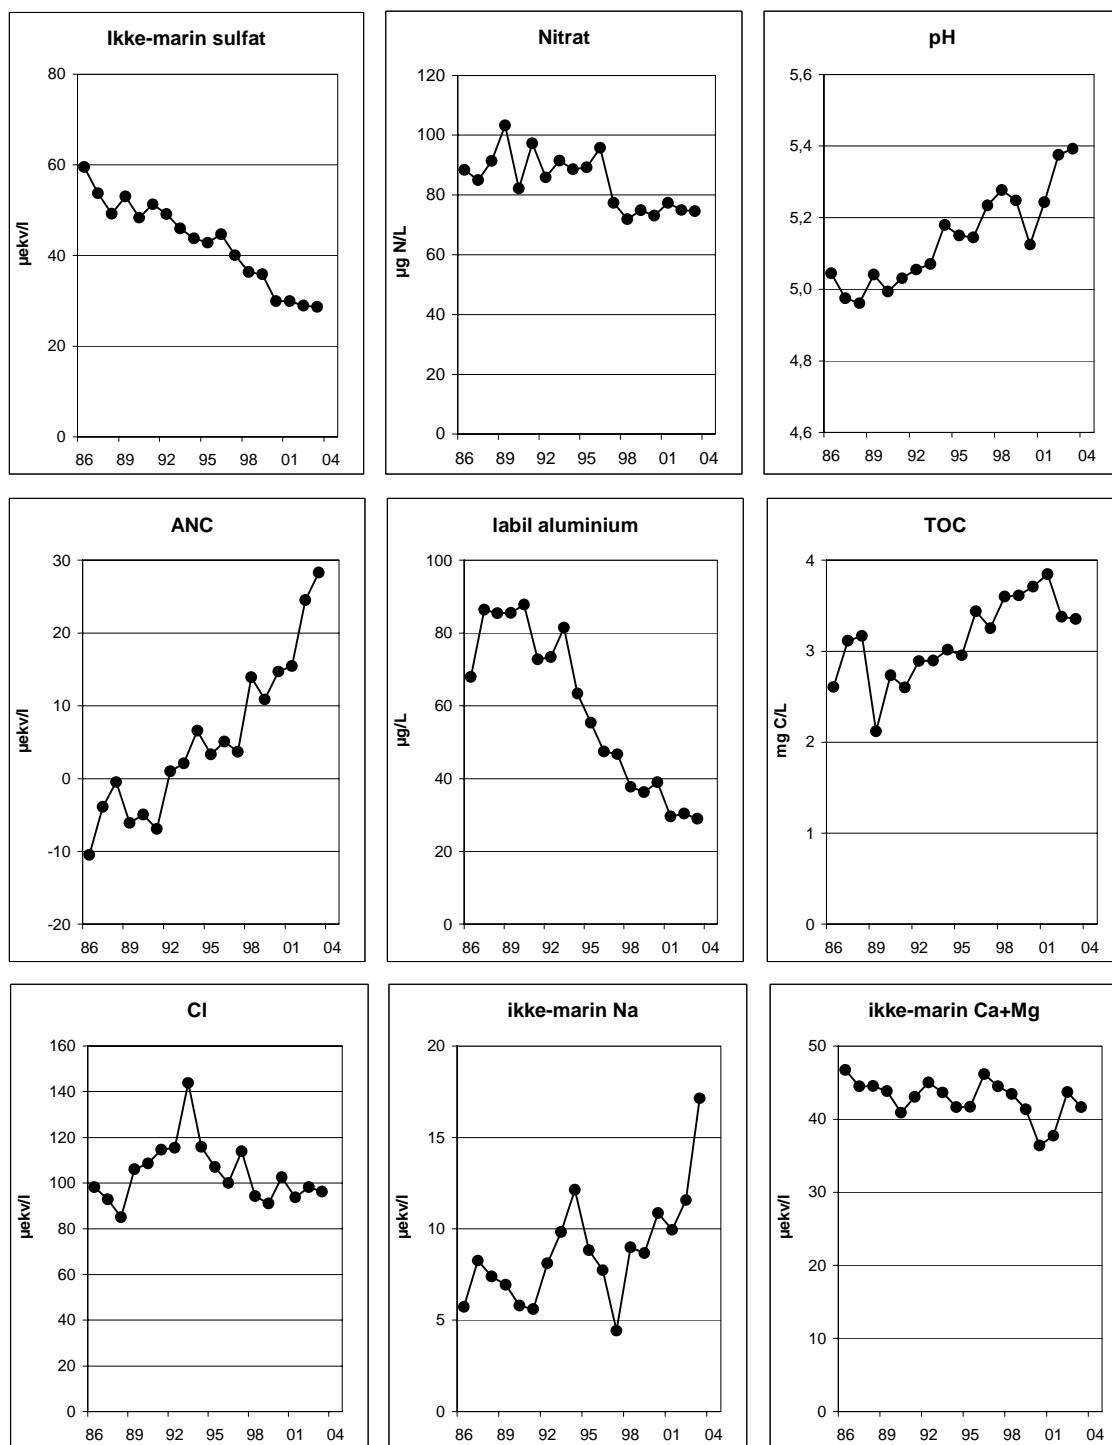 Ikke-marin sulfat
80
60
40
20
0
µekv/l
86 89 92 95 98 01 04
Nitrat
120
100
80
60
40
20
0
µg N/L
86 89 92 95 98 01 04
pH
5,6
5,4
5,2
5,0
4,8
4,6
86 89 92 95 98 01 04
ANC
30
20
10
0
-10
-20
µekv/l
86 89 92 95 98 01 04
labil aluminium
100
80
60
40
20
0
µg/L
86 89 92 95 98 01 04
TOC
4
3
2
1
0
mg C/L
86 89 92 95 98 01 04
Cl
160
140
120
100
80
60
40
20
0
µekv/l
86 89 92 95 98 01 04
ikke-marin Na
20
15
10
5
0
µekv/l
86 89 92 95 98 01 04
ikke-marin Ca+Mg
50
40
30
20
10
0
µekv/l
86 89 92 95 98 01 04